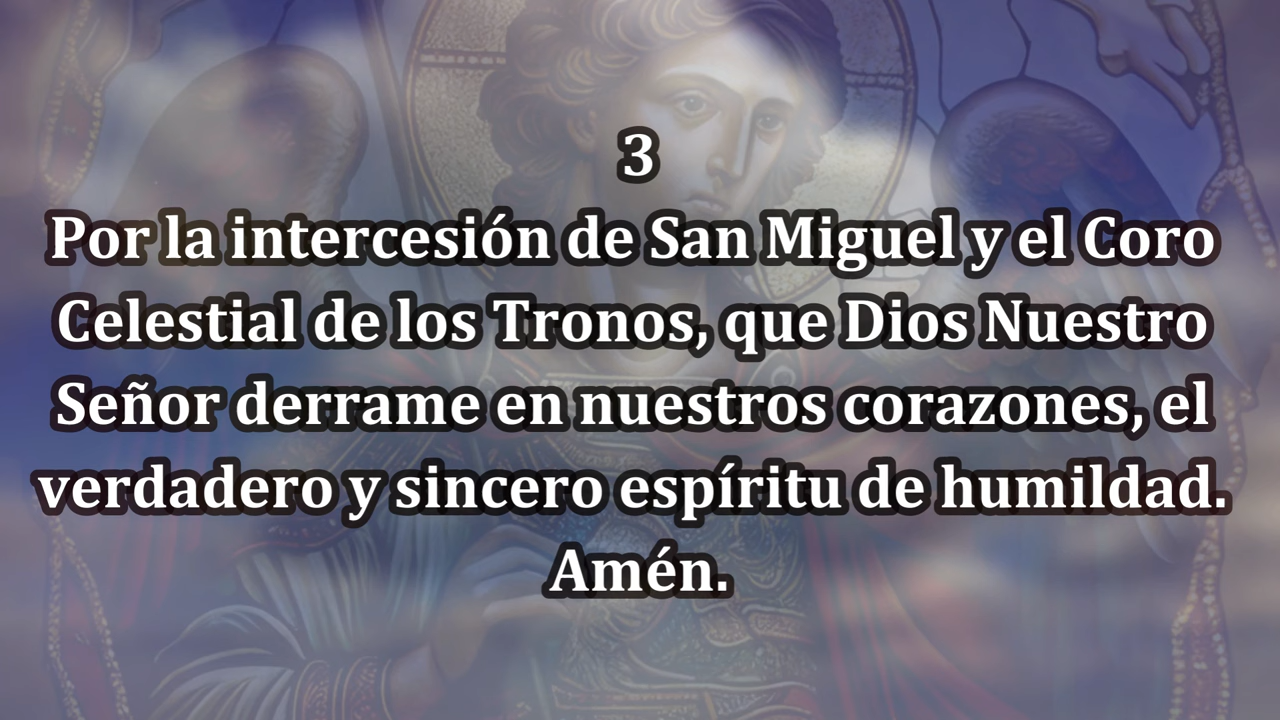 3
Por la intercesión de San Miguel y el Coro
Celestial de los Tronos, que Dios Nuestro
Señor derrame en nuestros corazones, el
verdadero y sincero espíritu de humildad.
Amén.